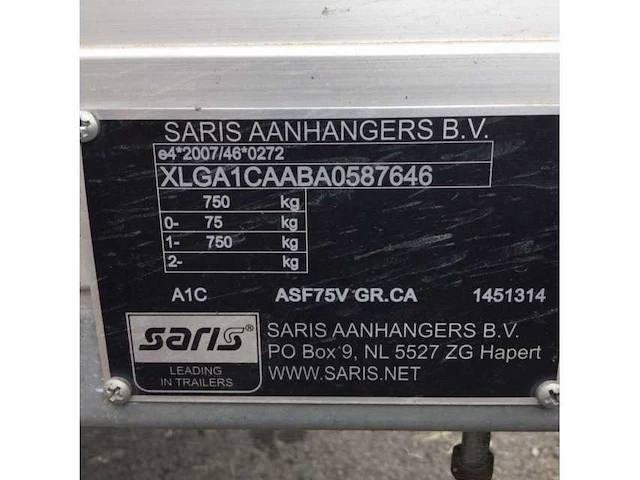 SARIS AANHANGERS B.V.
e4*2007/46*0272
XLGA1CAABA0587646
750 kg
0- 75 kg
1- 750 kg
2- kg
A1C ASF75V GR.CA 1451314
saris®
LEADING
IN TRAILERS
SARIS AANHANGERS B.V.
PO Box 9, NL 5527 ZG Hapert
WWW.SARIS.NET